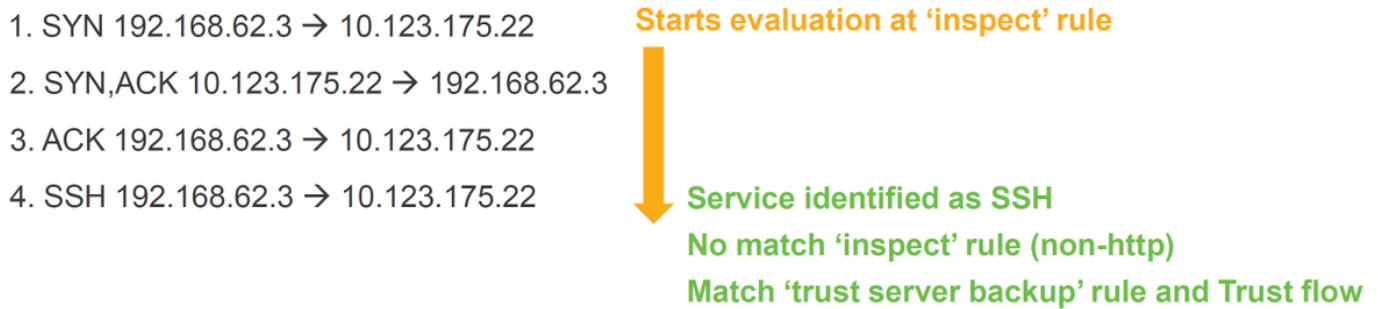 1. SYN 192.168.62.3 → 10.123.175.22
Starts evaluation at ‘inspect’ rule
2. SYN,ACK 10.123.175.22 → 192.168.62.3
3. ACK 192.168.62.3 → 10.123.175.22
4. SSH 192.168.62.3 → 10.123.175.22
Service identified as SSH
No match ‘inspect’ rule (non-http)
Match ‘trust server backup’ rule and Trust flow